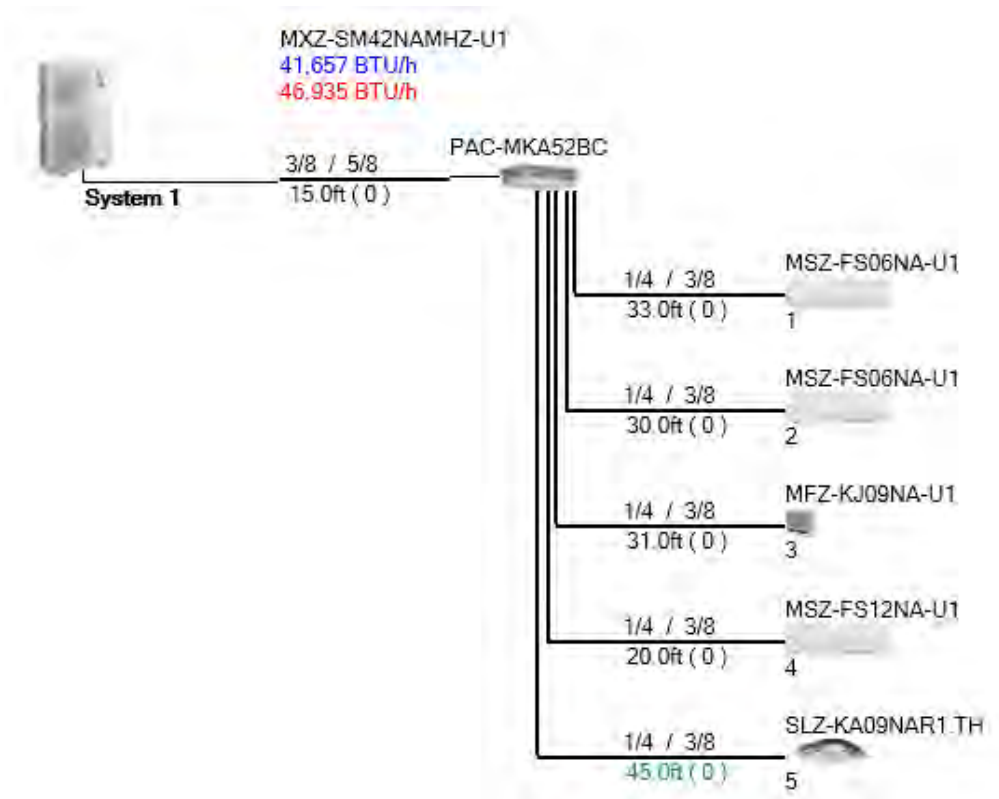 MXZ-SM42NAMHZ-U1
41,657 BTU/h
46,935 BTU/h
3/8 / 5/8
PAC-MKA52BC
System 1
15.0ft ( 0 )
MSZ-FS06NA-U1
1/4 / 3/8
33.0ft ( 0 )
1
MSZ-FS06NA-U1
1/4 / 3/8
30.0ft ( 0 )
2
MFZ-KJ09NA-U1
1/4 / 3/8
31.0ft ( 0 )
3
MSZ-FS12NA-U1
1/4 / 3/8
20.0ft ( 0 )
4
SLZ-KA09NAR1.TH
1/4 / 3/8
45.0ft ( 0 )
5